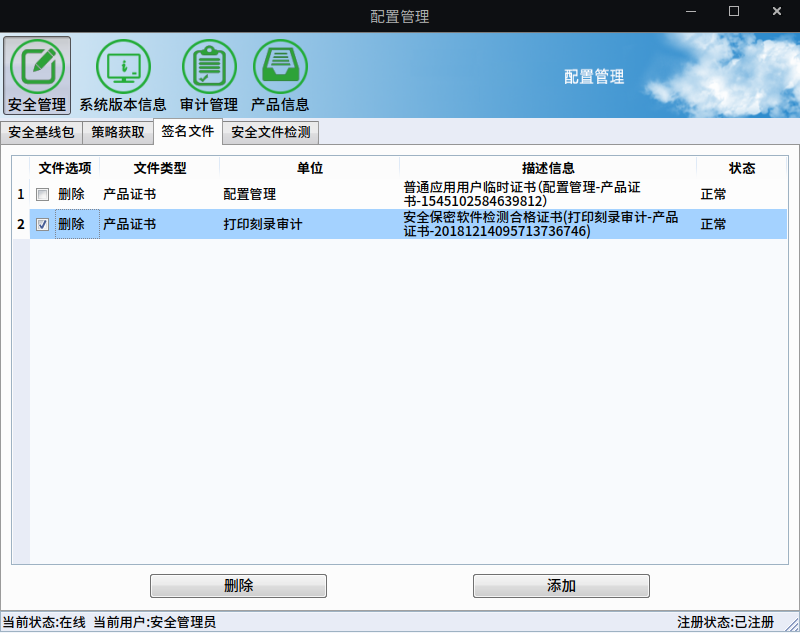 配置管理
安全管理 系统版本信息 审计管理 产品信息 配置管理
安全基线包 策略获取 签名文件 安全文件检测
文件选项 文件类型 单位 描述信息 状态
1 删除 产品证书 配置管理 普通应用用户临时证书(配置管理-产品证
书-1545102584639812) 正常
2 删除 产品证书 打印刻录审计 安全保密软件检测合格证书(打印刻录审计-产品
证书-20181214095713736746) 正常
删除 添加
当前状态:在线 当前用户:安全管理员 注册状态:已注册